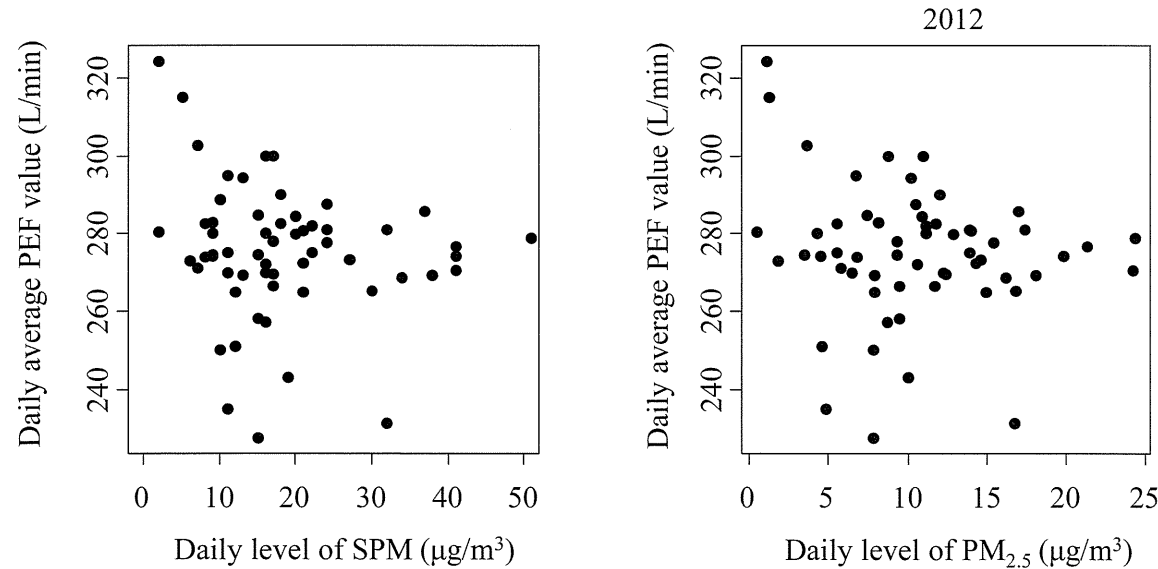 2012
Daily average PEF value (L/min)
320
300
280
260
240
0 10 20 30 40 50
Daily level of SPM (μg/m³)
Daily average PEF value (L/min)
320
300
280
260
240
0 5 10 15 20 25
Daily level of PM₂.₅ (μg/m³)